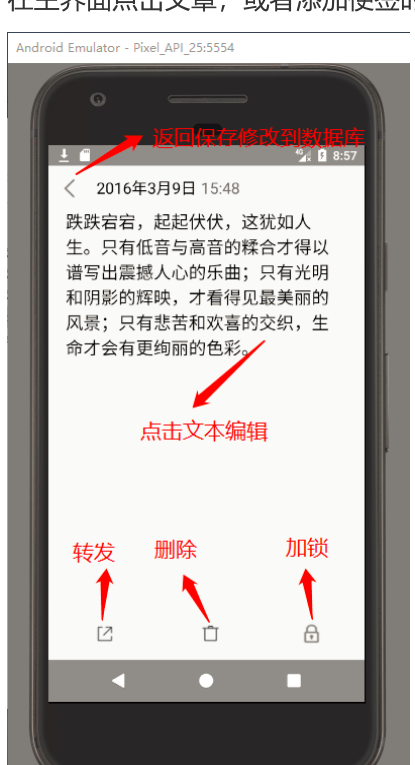 在主界面点击文章，或者添加便签的
Android Emulator - Pixel_API_25:5554
返回保存修改到数据库
4G 8:57
2016年3月9日 15:48
跌跌宕宕，起起伏伏，这犹如人
生。只有低音与高音的糅合才得以
谱写出震撼人心的乐曲；只有光明
和阴影的辉映，才看得见最美丽的
风景；只有悲苦和欢喜的交织，生
命才会有更绚丽的色彩。
点击文本编辑
转发 删除 加锁